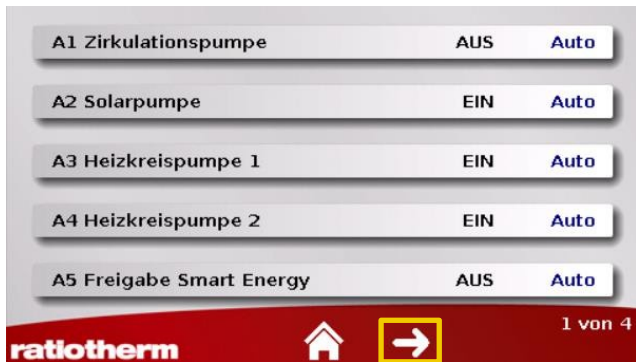 A1 Zirkulationspumpe AUS Auto
A2 Solarpumpe EIN Auto
A3 Heizkreispumpe 1 EIN Auto
A4 Heizkreispumpe 2 EIN Auto
A5 Freigabe Smart Energy AUS Auto
1 von 4
ratiotherm